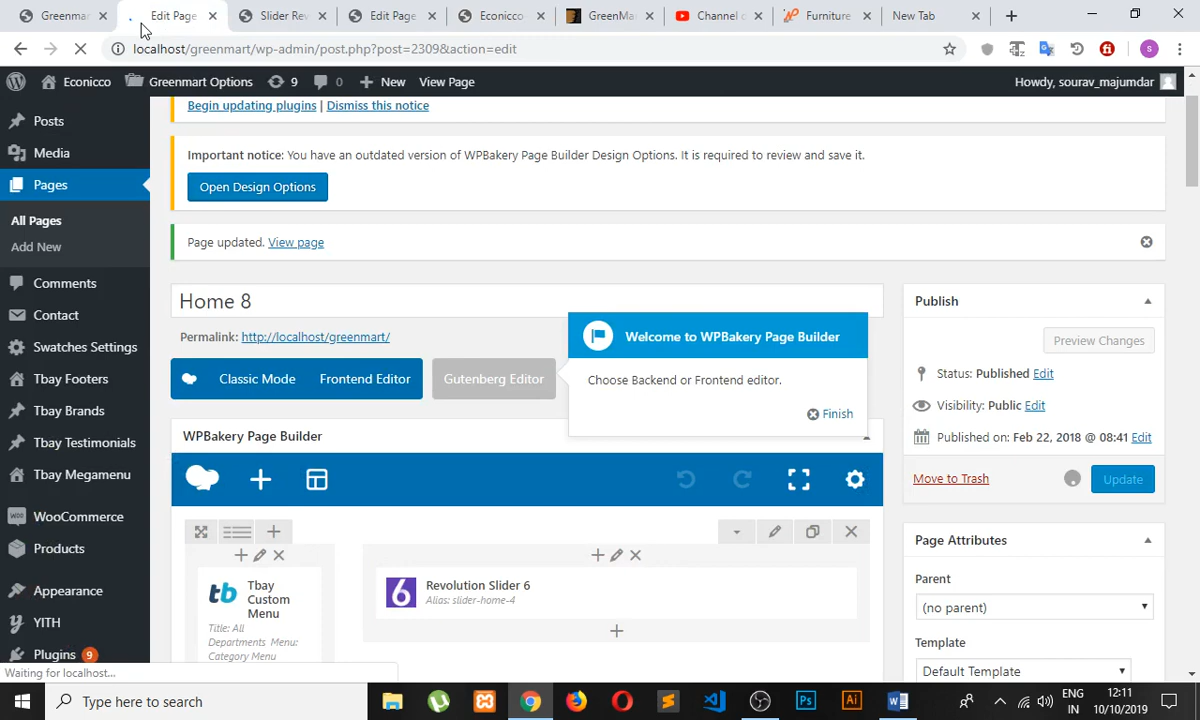 Greenm
Edit Page
Slider Rev
Edit Page
Econicco
GreenMa
Channel c
Furniture
New Tab
localhost/greenmart/wp-admin/post.php?post=2309&action=edit
Econicco
Greenmart Options
9
0
New
View Page
Howdy, sourav_majumdar
Begin updating plugins | Dismiss this notice
Posts
Media
Pages
All Pages
Add New
Comments
Contact
Swatches Settings
Tbay Footers
Tbay Brands
Tbay Testimonials
Tbay Megamenu
WooCommerce
Products
Appearance
YITH
Plugins 9
Important notice: You have an outdated version of WPBakery Page Builder Design Options. It is required to review and save it.
Open Design Options
Page updated. View page
Home 8
Permalink: http://localhost/greenmart/
Classic Mode
Frontend Editor
Gutenberg Editor
Welcome to WPBakery Page Builder
Choose Backend or Frontend editor.
Finish
WPBakery Page Builder
tb
Tbay
Custom
Menu
Title: All
Departments Menu:
Category Menu
6
Revolution Slider 6
Alias: slider-home-4
Publish
Preview Changes
Status: Published Edit
Visibility: Public Edit
Published on: Feb 22, 2018 @ 08:41 Edit
Move to Trash
Update
Page Attributes
Parent
(no parent)
Template
Default Template
Waiting for localhost...
Type here to search
ENG
IN
12:11
10/10/2019